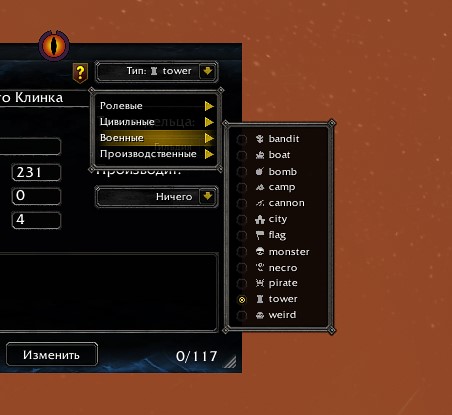 ?
Тип: tower
го Клинка
Ролевые
Цивильные
Военные
Производственные
Производит:
231
0
4
Ничего
bandit
boat
bomb
camp
cannon
city
flag
monster
necro
pirate
tower
weird
Изменить
0/117